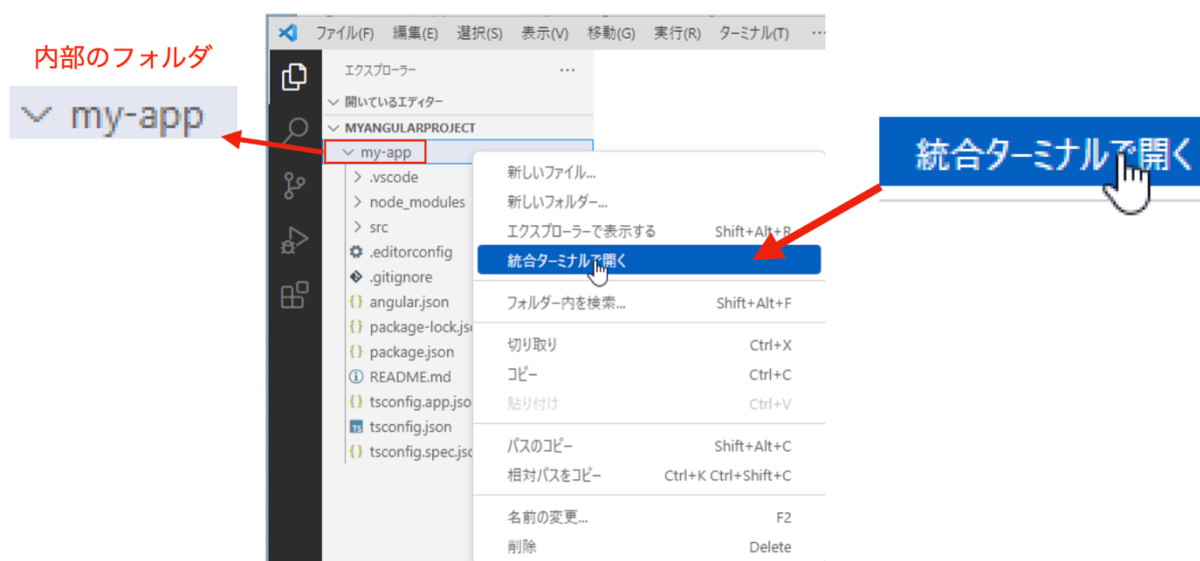 内部のフォルダ
my-app
ファイル(F) 編集(E) 選択(S) 表示(V) 移動(G) 実行(R) ターミナル(T) …
エクスプローラー …
開いているエディター
MYANGULARPROJECT
my-app
.vscode
node_modules
src
.editorconfig
.gitignore
angular.json
package-lock.js
package.json
README.md
tsconfig.app.jso
TS tsconfig.json
tsconfig.spec.jsc
新しいファイル...
新しいフォルダー...
エクスプローラーで表示する Shift+Alt+R
統合ターミナルで開く
フォルダー内を検索... Shift+Alt+F
切り取り Ctrl+X
コピー Ctrl+C
貼り付け Ctrl+V
パスのコピー Shift+Alt+C
相対パスをコピー Ctrl+K Ctrl+Shift+C
名前の変更... F2
削除 Delete
統合ターミナルで開く